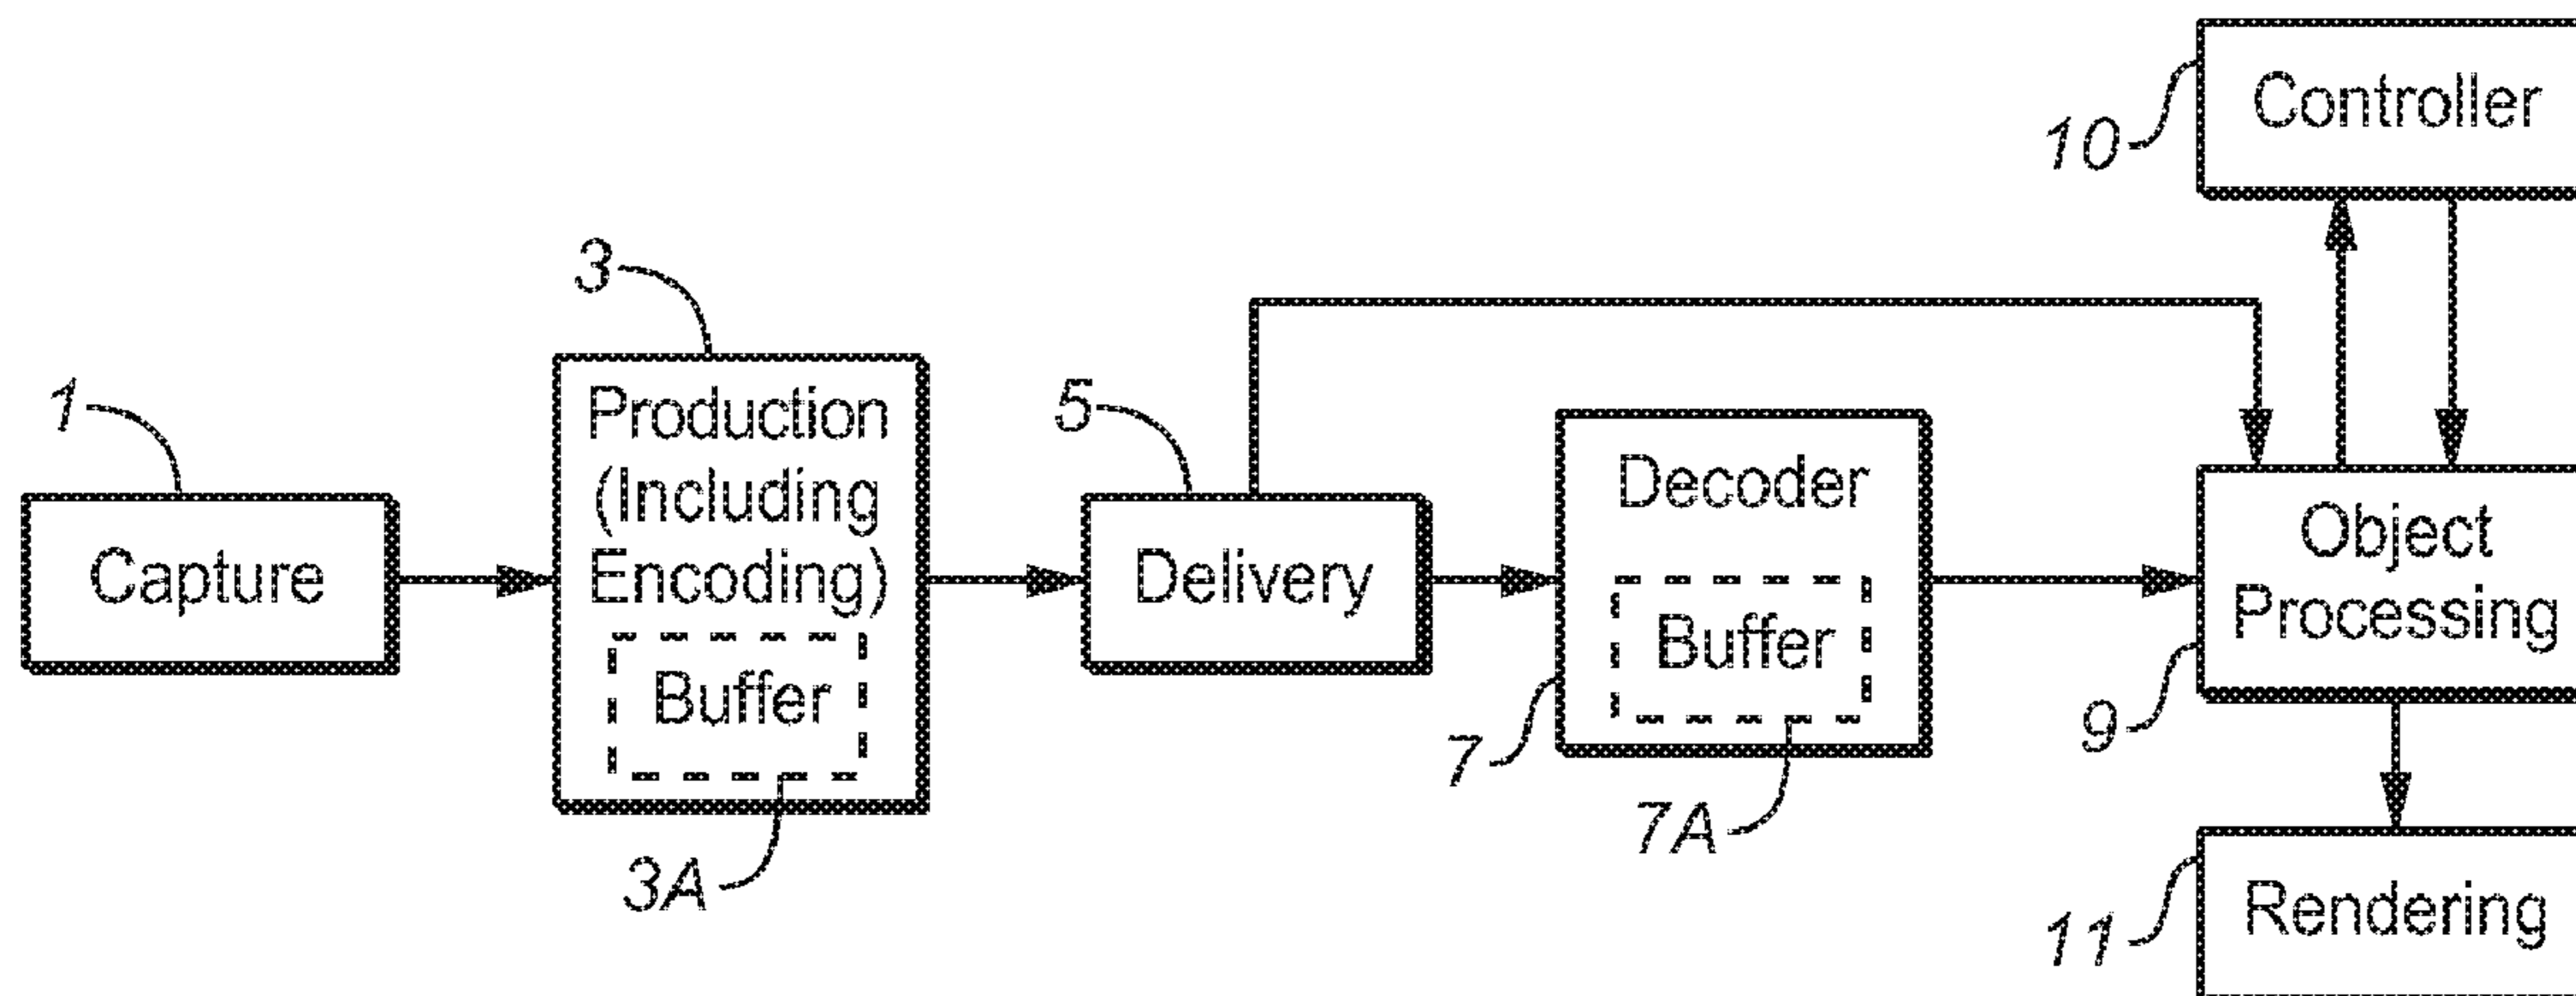 1
Capture
3
Production
(Including
Encoding)
Buffer
3A
5
Delivery
Decoder
Buffer
7
7A
10
Controller
Object
Processing
9
11
Rendering